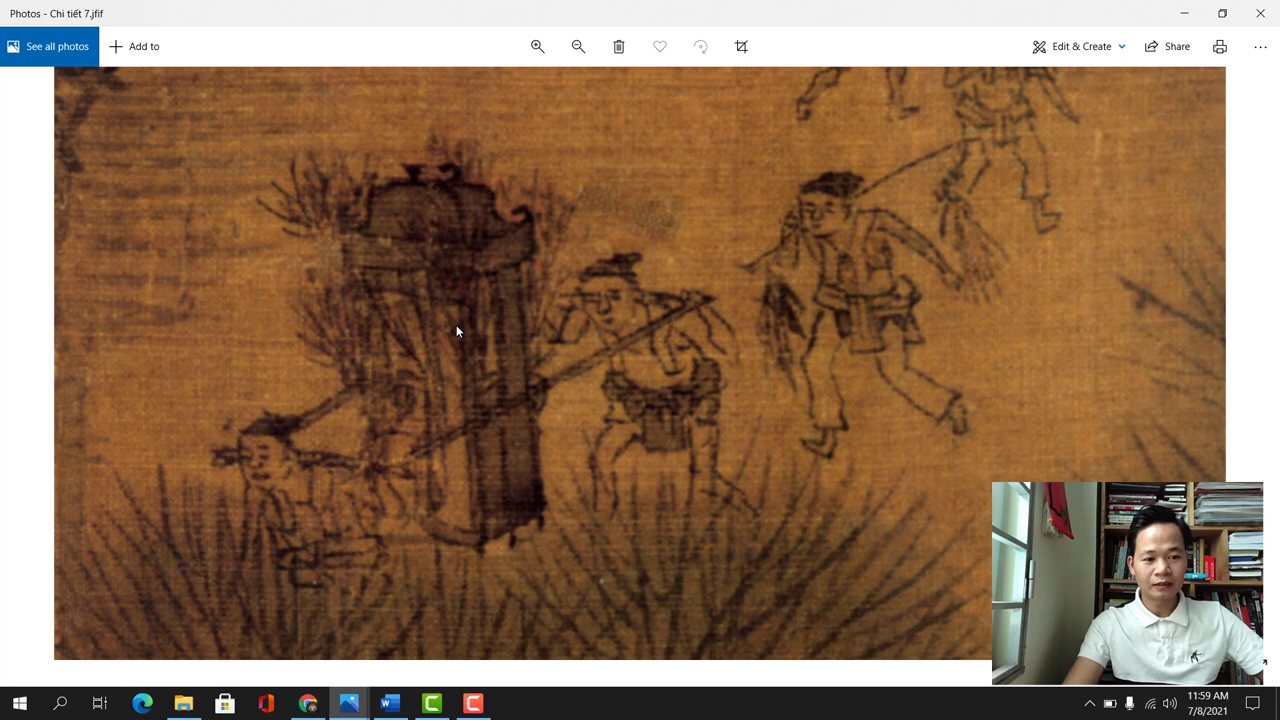 Photos - Chi tiết 7.jfif
See all photos
Add to
Edit & Create
Share
11:59 AM
7/8/2021